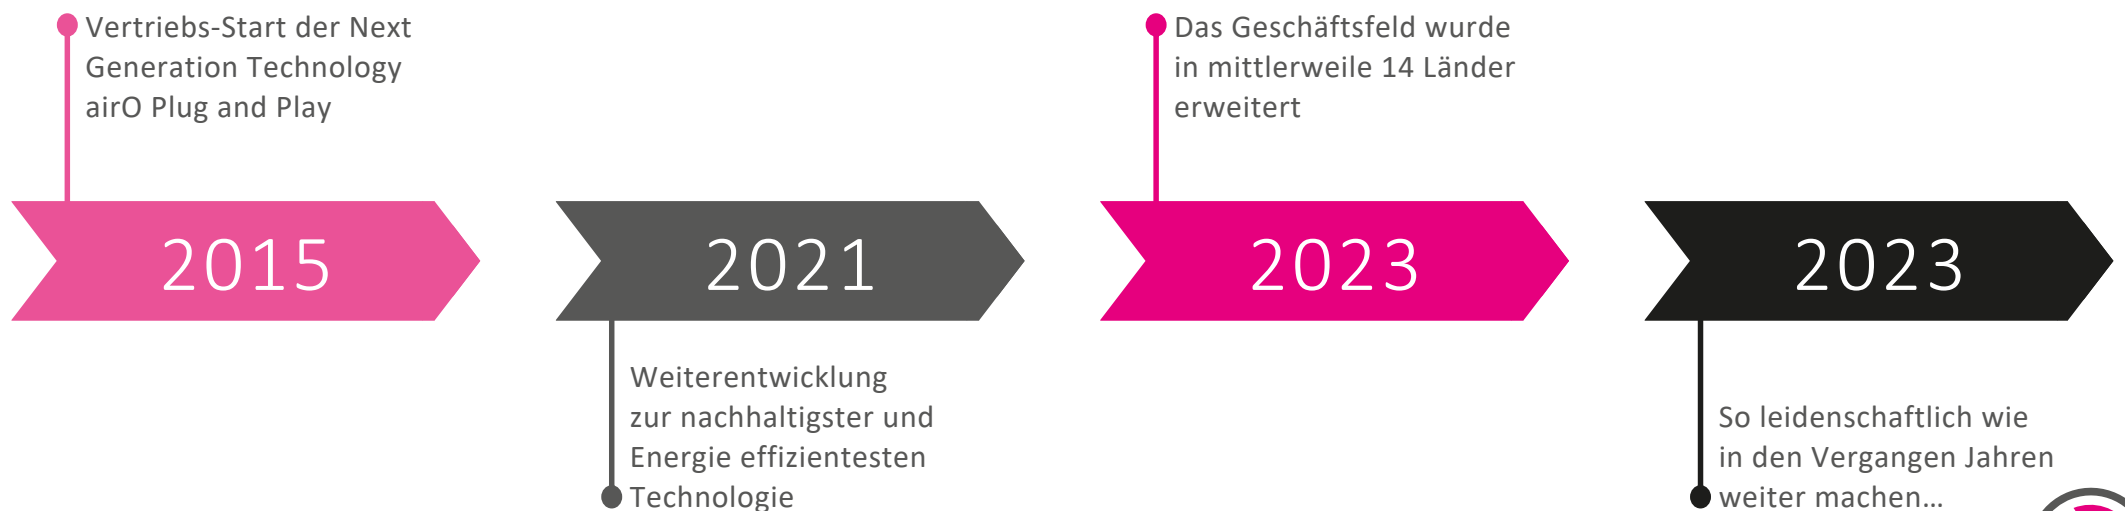 Vertriebs-Start der Next
Generation Technology
airO Plug and Play
2015
2021
Weiterentwicklung
zur nachhaltigster und
Energie effizientesten
Technologie
Das Geschäftsfeld wurde
in mittlerweile 14 Länder
erweitert
2023
2023
So leidenschaftlich wie
in den Vergangen Jahren
weiter machen…